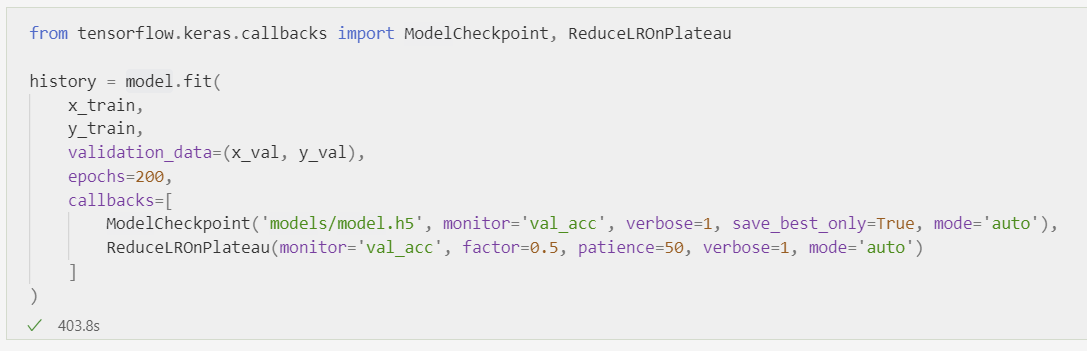 from tensorflow.keras.callbacks import ModelCheckpoint, ReduceLROnPlateau
history = model.fit(
    x_train,
    y_train,
    validation_data=(x_val, y_val),
    epochs=200,
    callbacks=[
        ModelCheckpoint('models/model.h5', monitor='val_acc', verbose=1, save_best_only=True, mode='auto'),
        ReduceLROnPlateau(monitor='val_acc', factor=0.5, patience=50, verbose=1, mode='auto')
    ]
)
✓ 403.8s